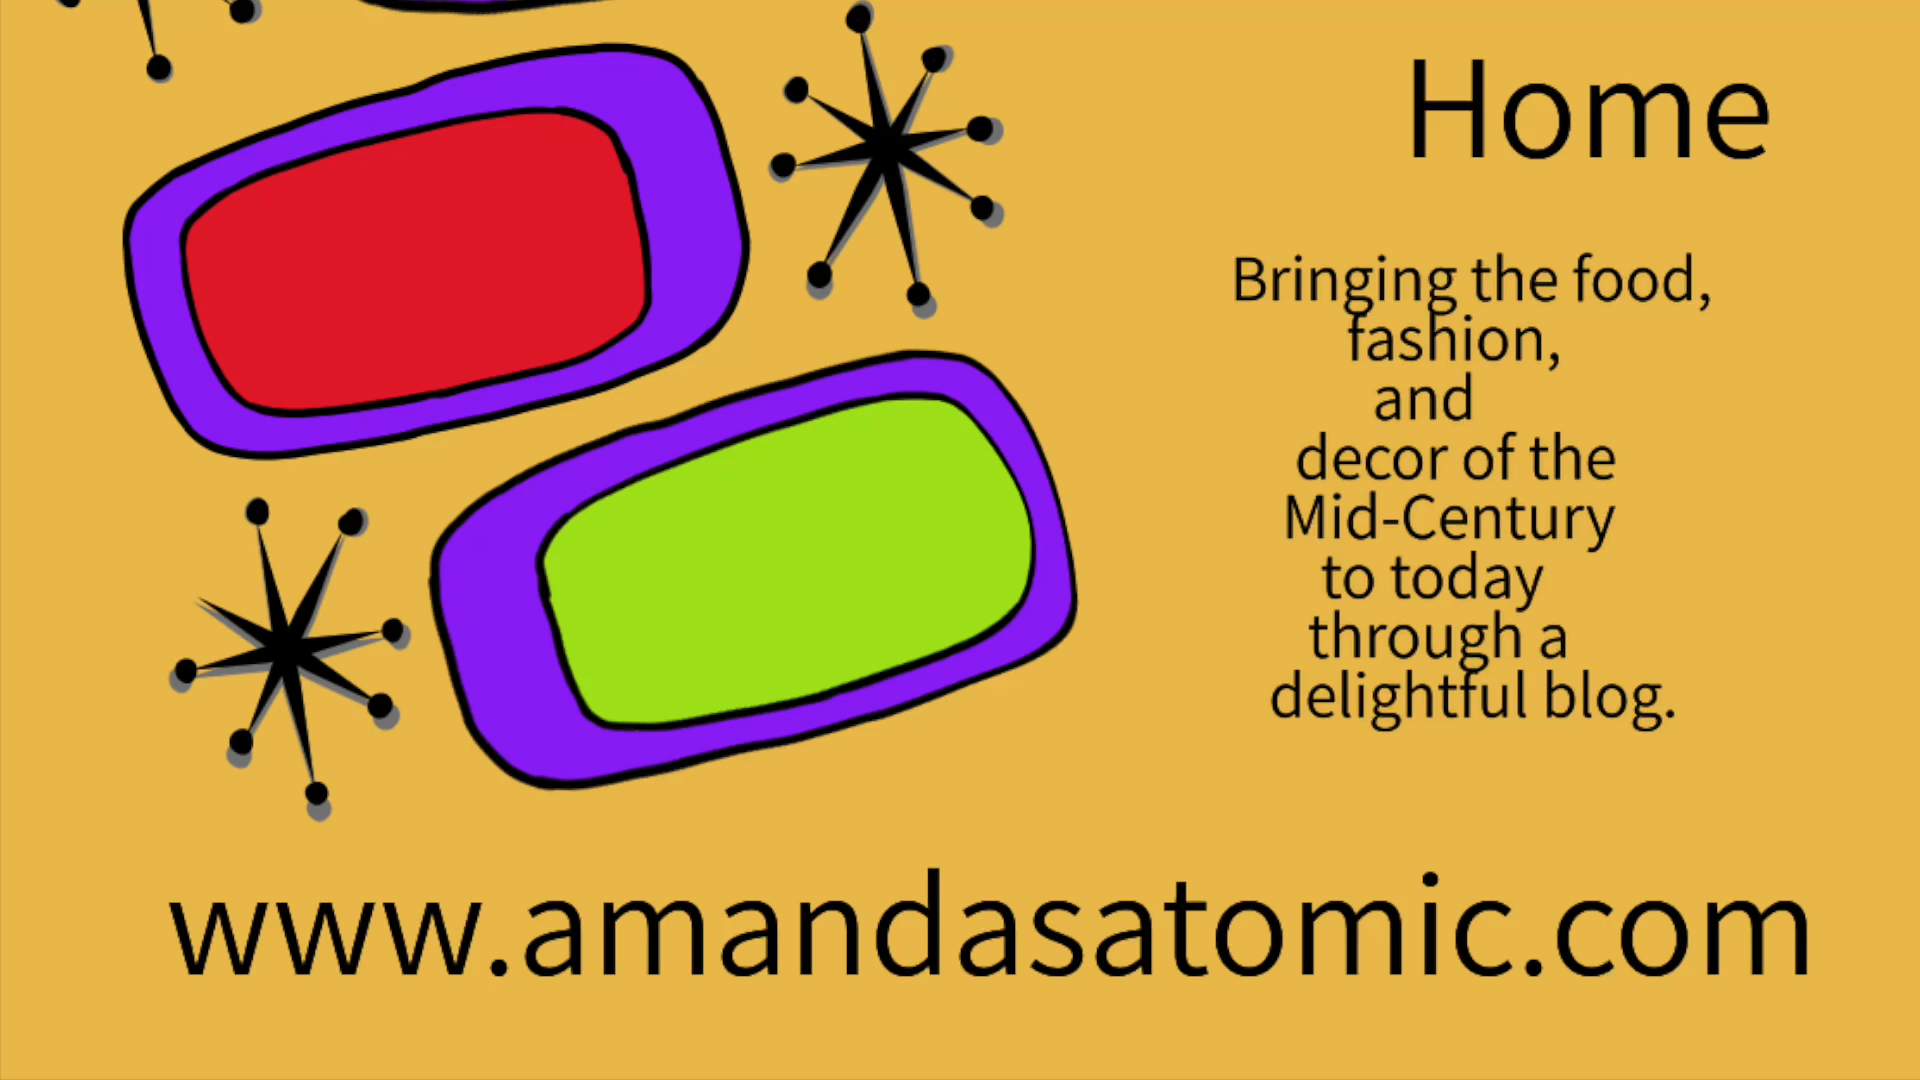 Home
Bringing the food,
fashion,
and
decor of the
Mid-Century
to today
through a
delightful blog.
www.amandasatomic.com